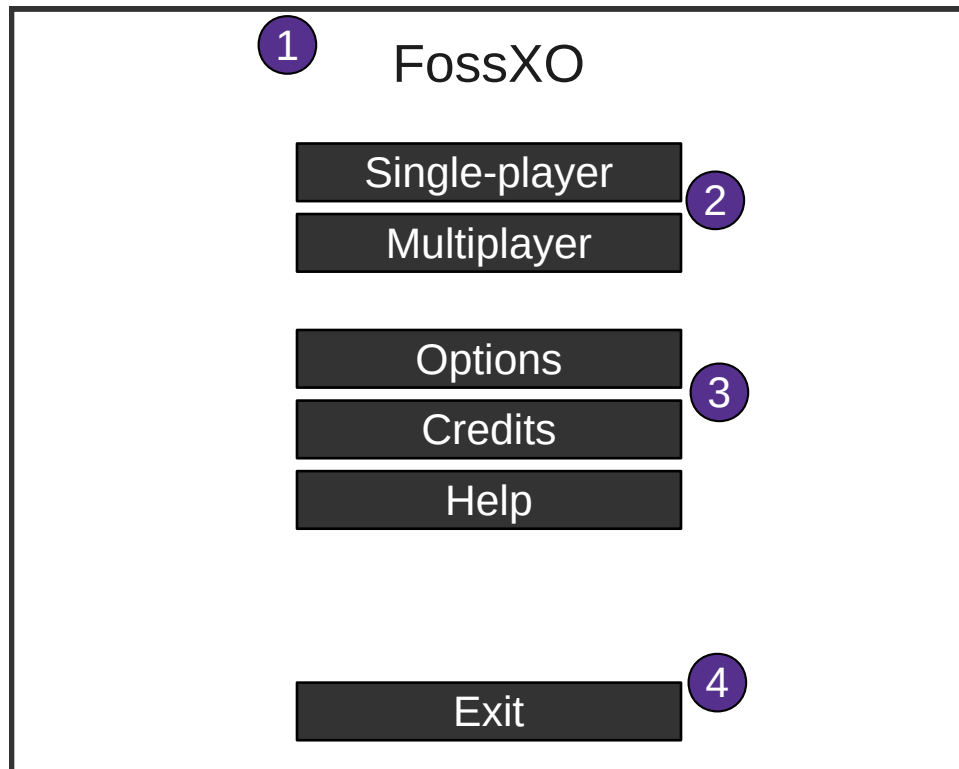 1
FossXO
Single-player
2
Multiplayer
Options
3
Credits
Help
4
Exit